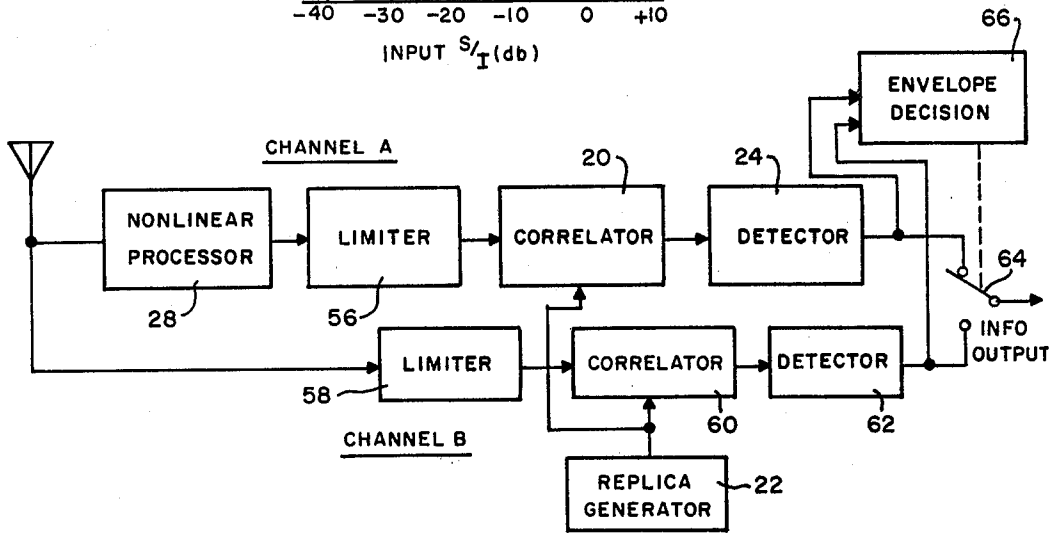 -40 -30 -20 -10 0 +10
INPUT S/I (db)
66
ENVELOPE
DECISION
CHANNEL A
20
24
NONLINEAR
PROCESSOR
LIMITER
CORRELATOR
DETECTOR
64
28
56
INFO
OUTPUT
LIMITER
CORRELATOR
DETECTOR
58
60
62
CHANNEL B
REPLICA
GENERATOR
22